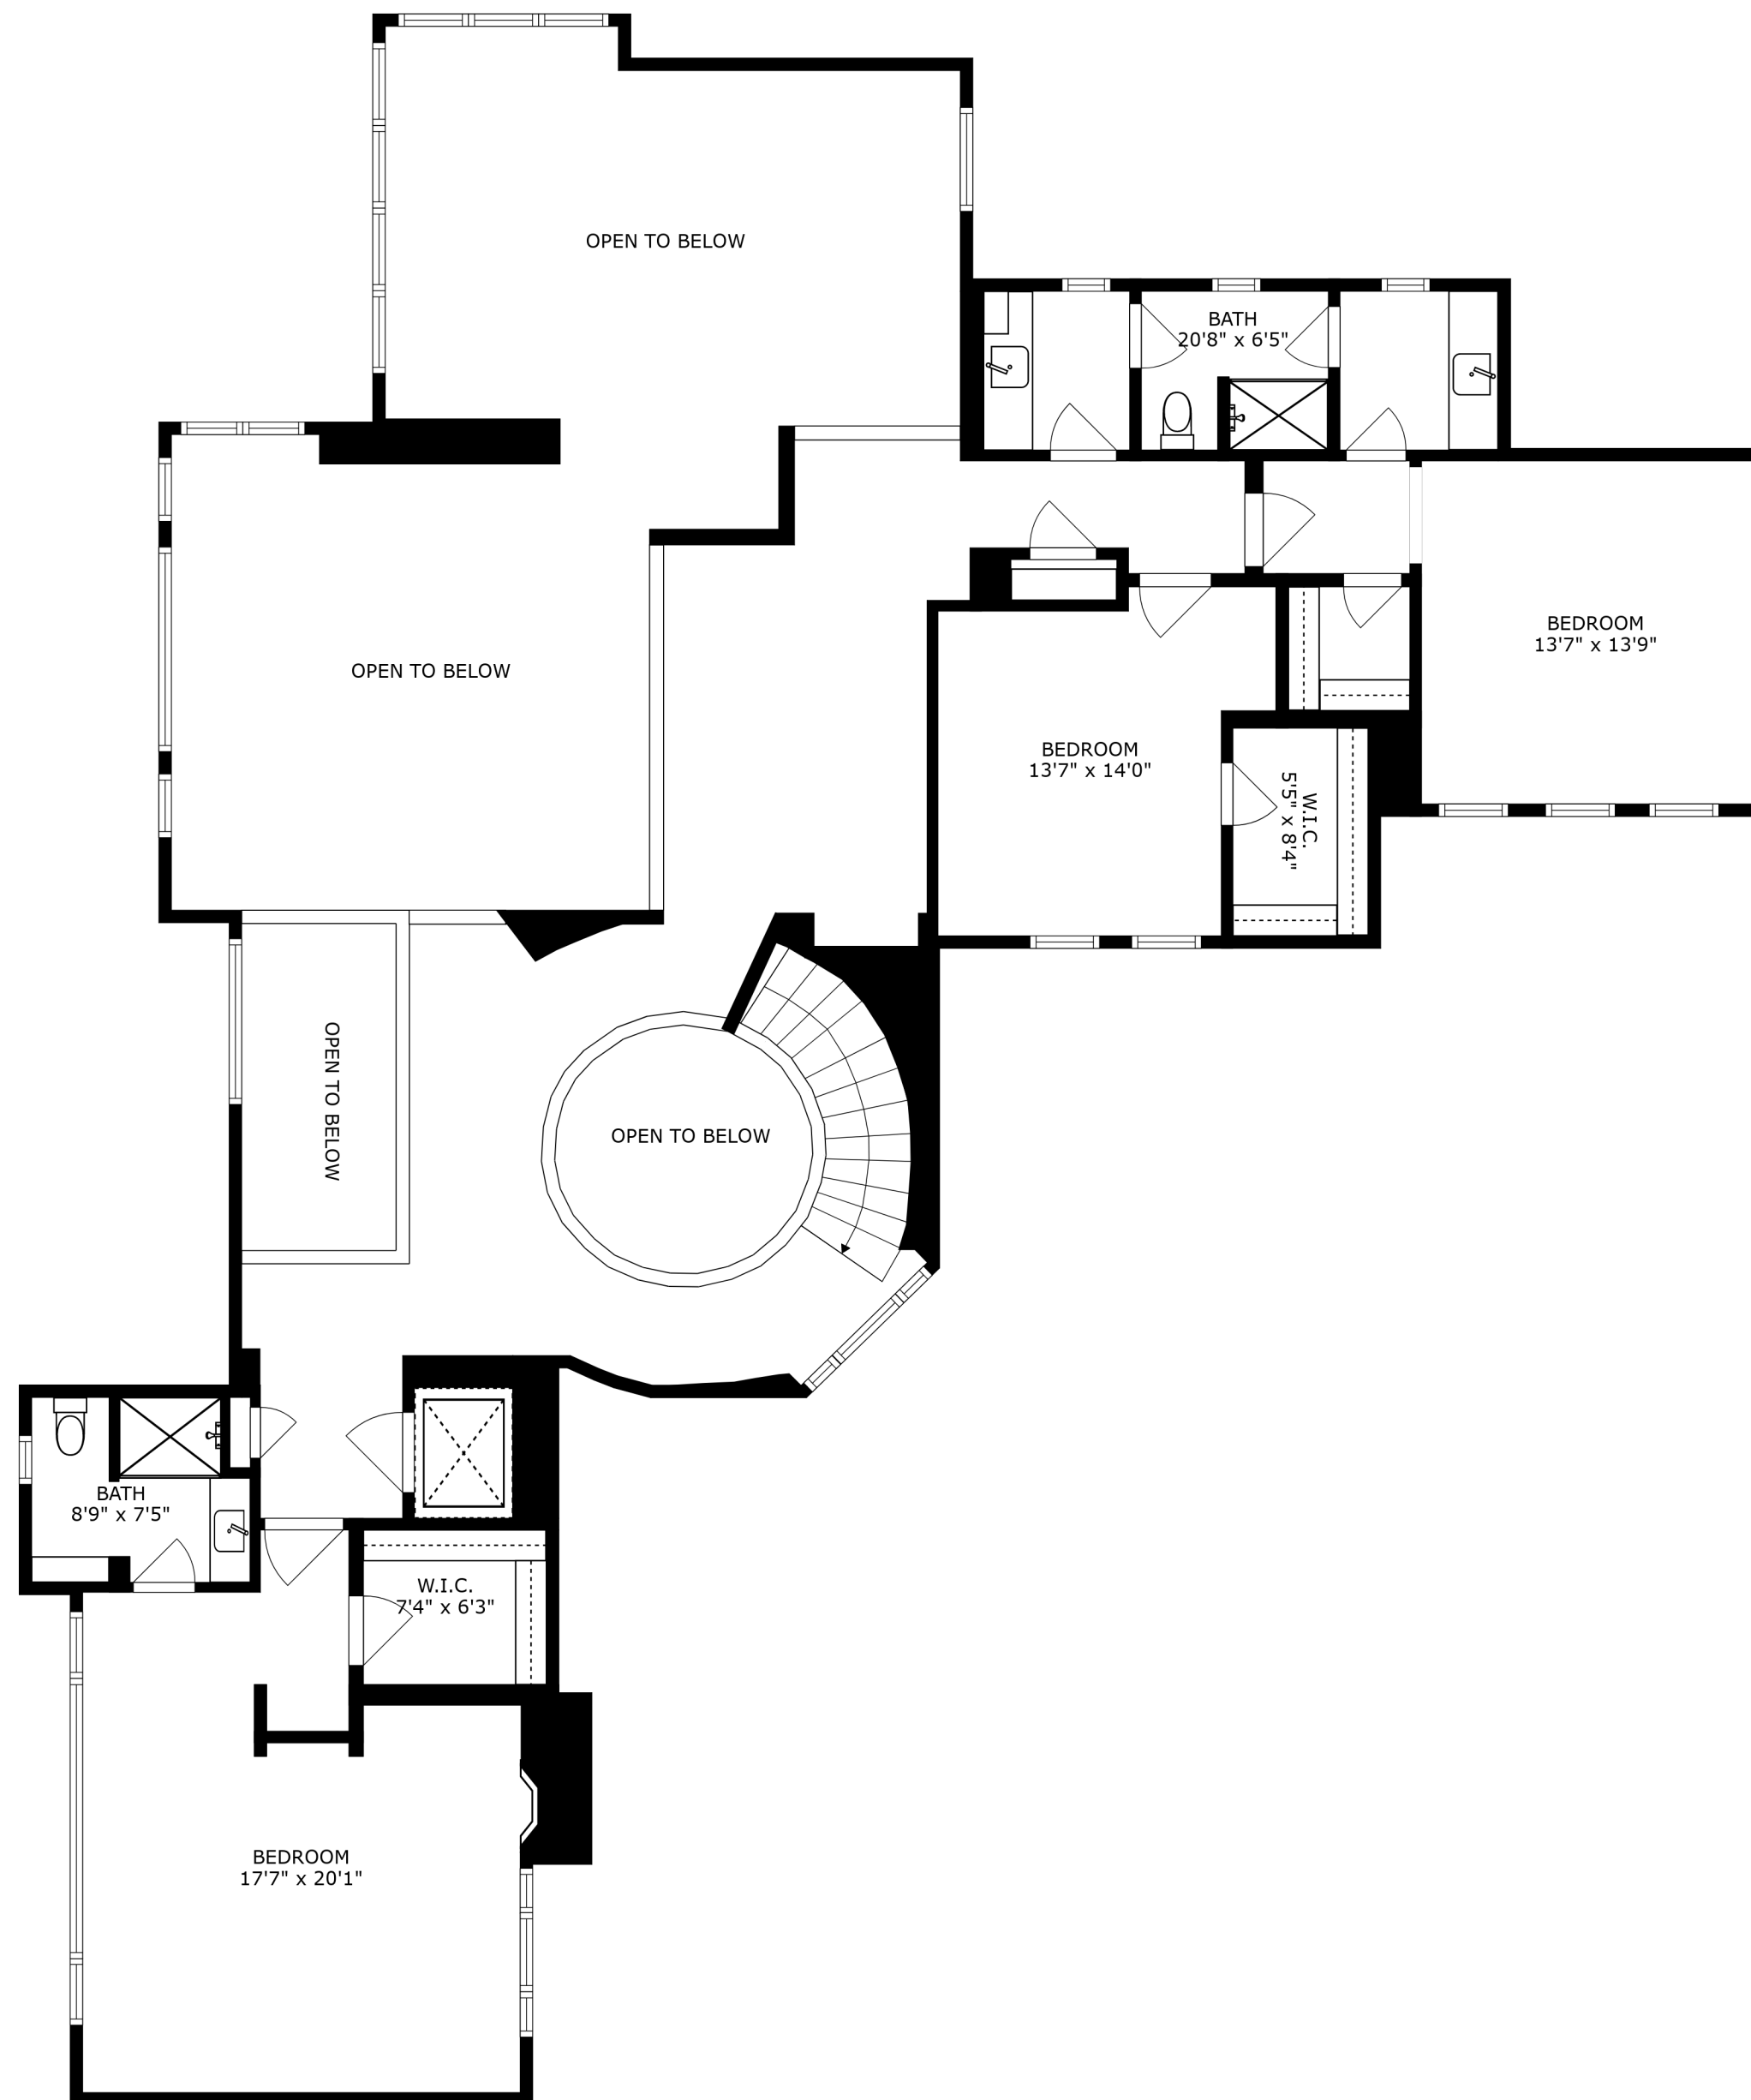 OPEN TO BELOW
BATH
20'8" x 6'5"
BEDROOM
13'7" x 13'9"
OPEN TO BELOW
BEDROOM
13'7" x 14'0"
W.I.C.
5'5" x 8'4"
OPEN TO BELOW
OPEN TO BELOW
BATH
8'9" x 7'5"
W.I.C.
7'4" x 6'3"
BEDROOM
17'7" x 20'1"